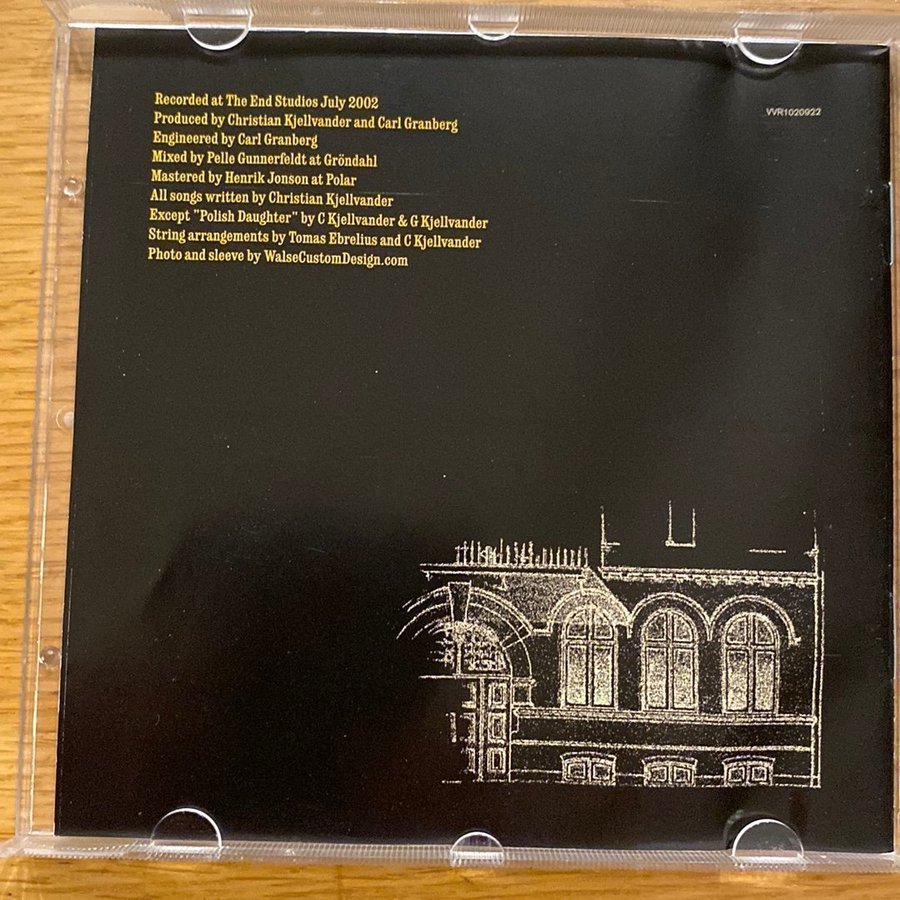 Recorded at The End Studios July 2002
Produced by Christian Kjellvander and Carl Granberg
Engineered by Carl Granberg
Mixed by Pelle Gunnerfeldt at Gröndahl
Mastered by Henrik Jonson at Polar
All songs written by Christian Kjellvander
Except "Polish Daughter" by C Kjellvander & G Kjellvander
String arrangements by Tomas Ebrelius and C Kjellvander
Photo and sleeve by WalseCustomDesign.com
VVR1020922